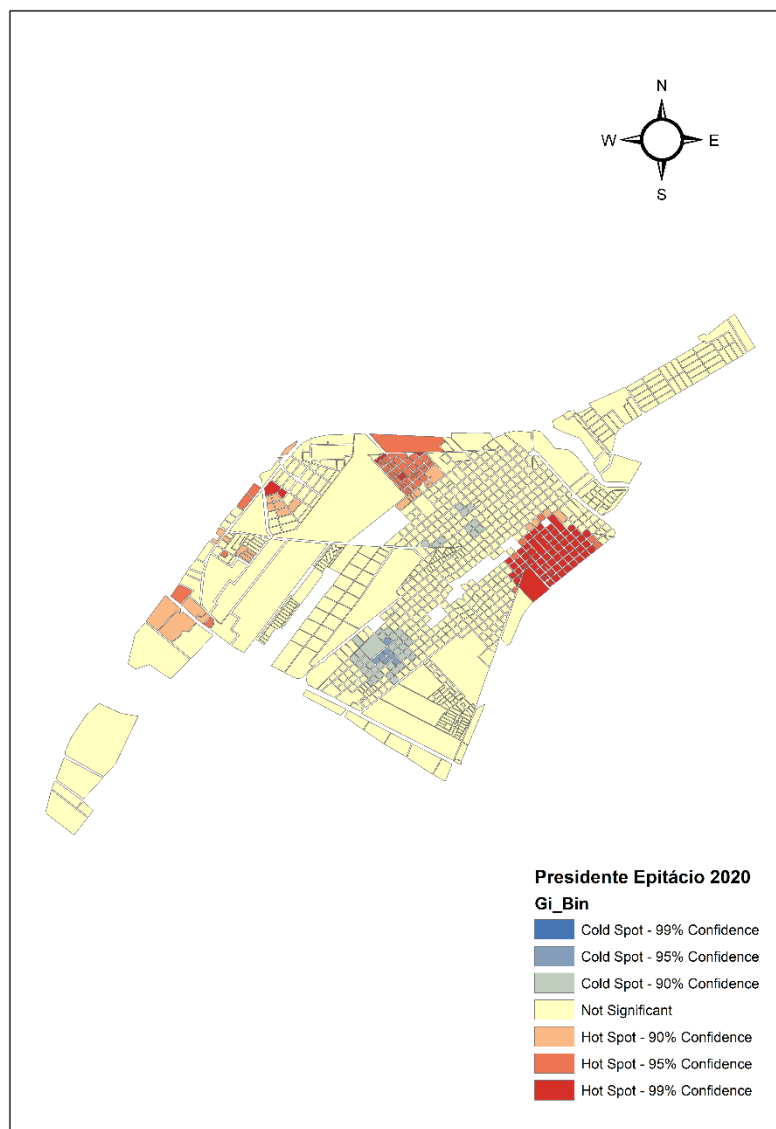 N
W E
S
Presidente Epitácio 2020
Gi_Bin
Cold Spot - 99% Confidence
Cold Spot - 95% Confidence
Cold Spot - 90% Confidence
Not Significant
Hot Spot - 90% Confidence
Hot Spot - 95% Confidence
Hot Spot - 99% Confidence